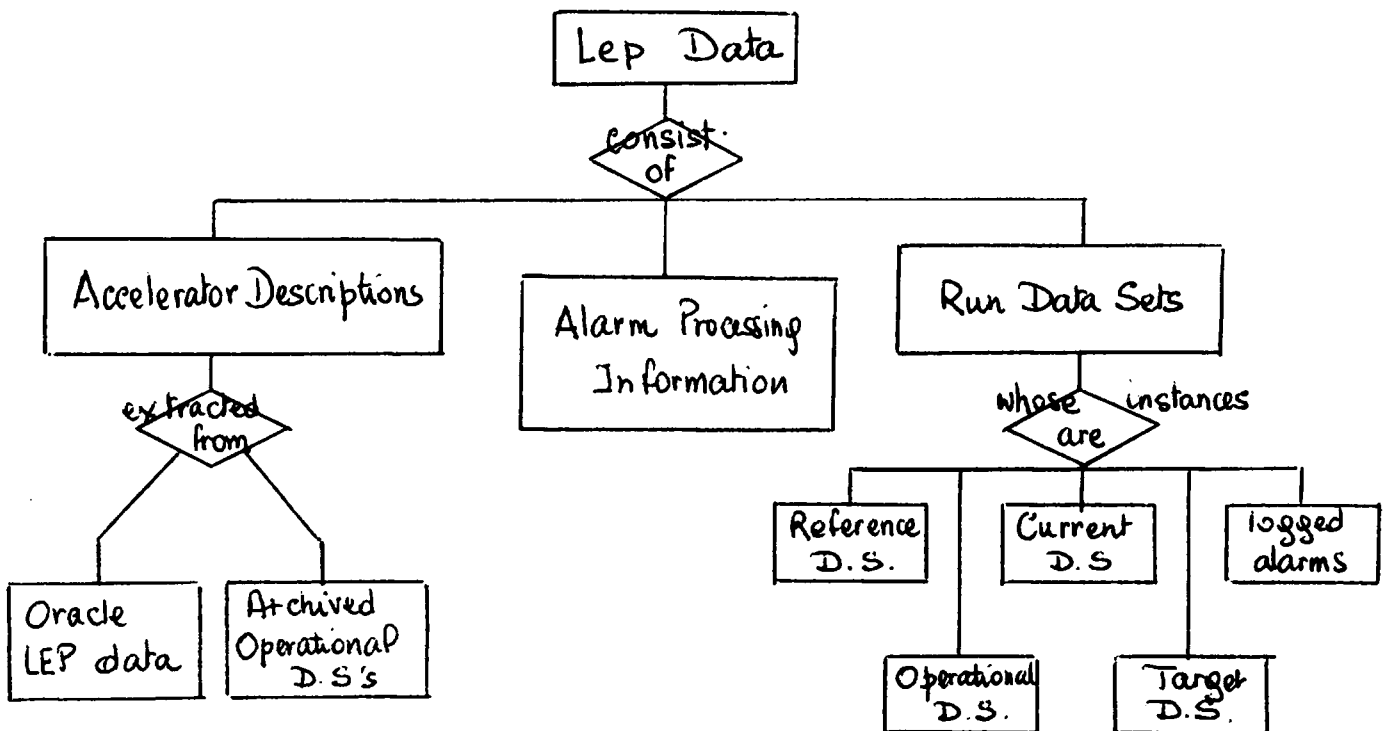 Lep Data
consist.
of
Accelerator Descriptions
Alarm Processing
Information
Run Data Sets
extracted
from
whose instances
are
Oracle
LEP data
Archived
Operational
D.S's
Reference
D.S.
Current
D.S
logged
alarms
Operational
D.S.
Target
D.S.